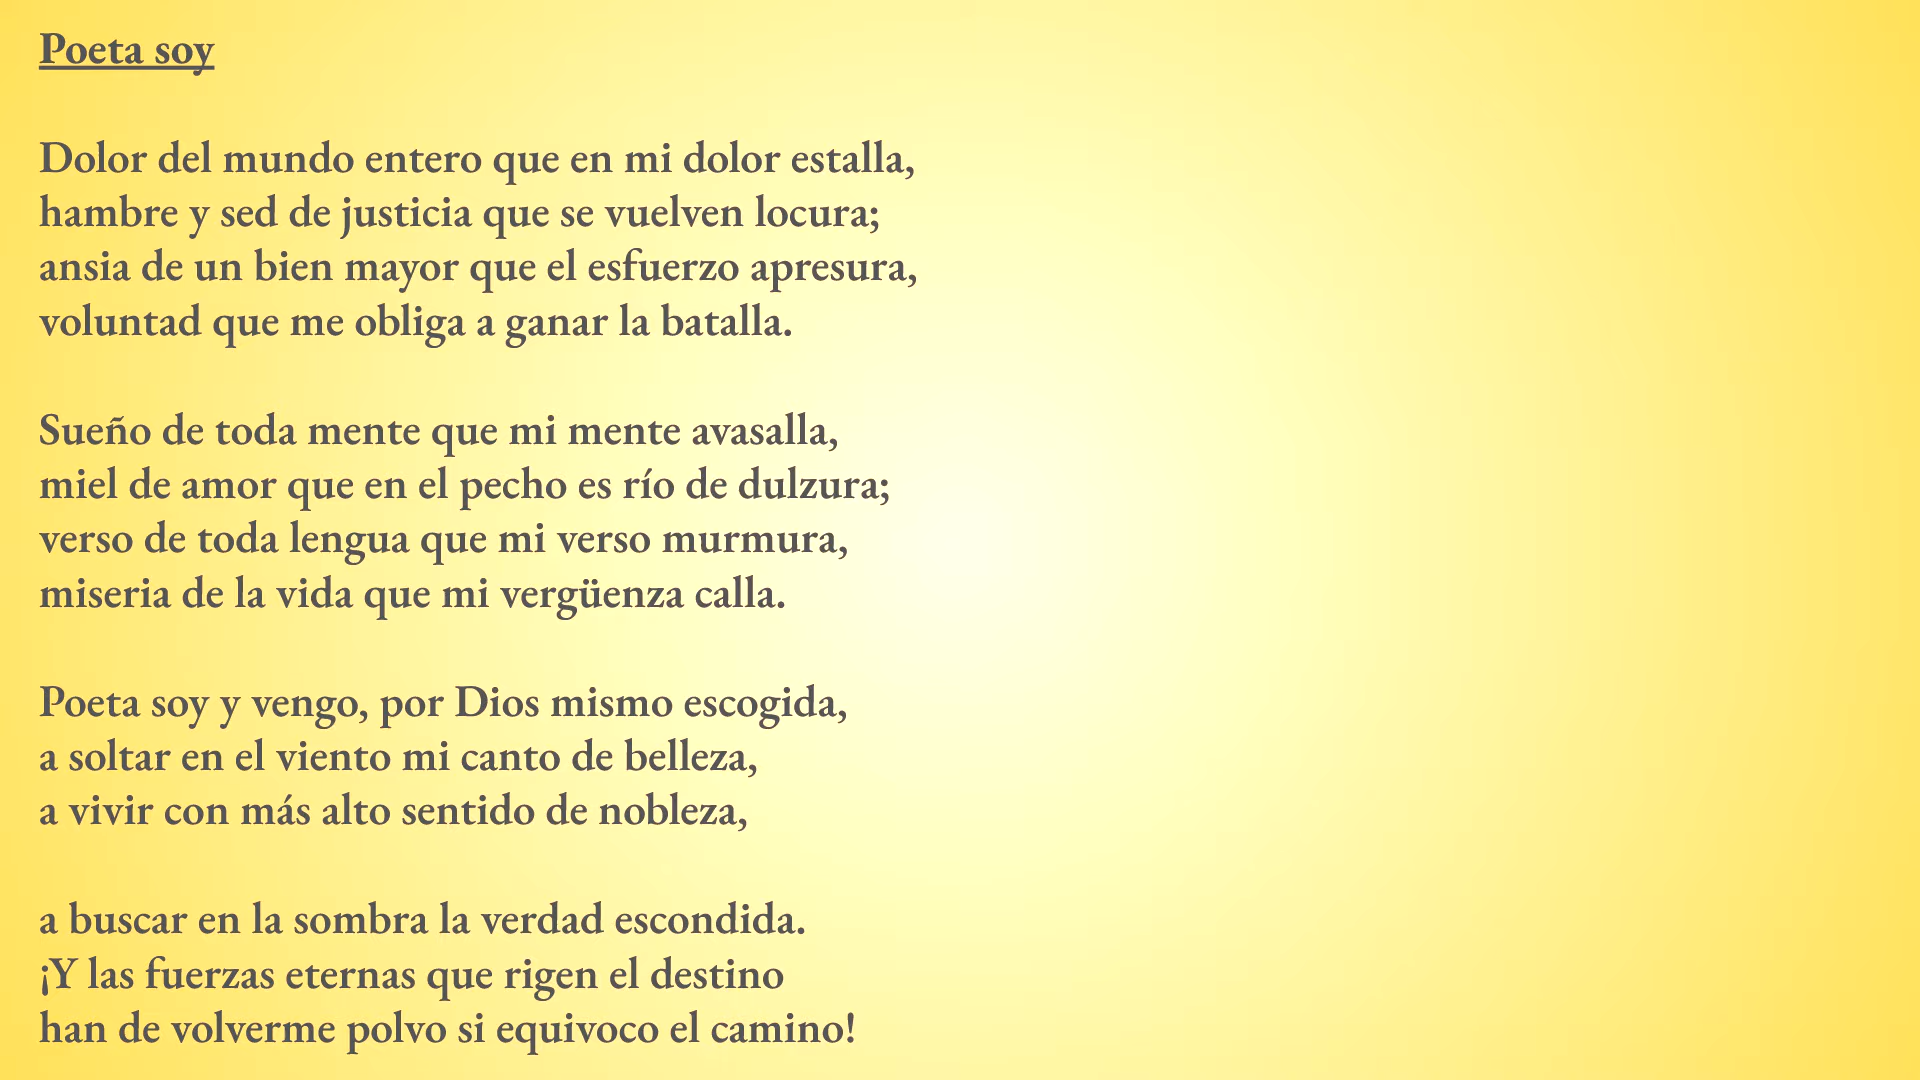 Poeta soy
Dolor del mundo entero que en mi dolor estalla,
hambre y sed de justicia que se vuelven locura;
ansia de un bien mayor que el esfuerzo apresura,
voluntad que me obliga a ganar la batalla.
Sueño de toda mente que mi mente avasalla,
miel de amor que en el pecho es río de dulzura;
verso de toda lengua que mi verso murmura,
miseria de la vida que mi vergüenza calla.
Poeta soy y vengo, por Dios mismo escogida,
a soltar en el viento mi canto de belleza,
a vivir con más alto sentido de nobleza,
a buscar en la sombra la verdad escondida.
¡Y las fuerzas eternas que rigen el destino
han de volverme polvo si equivoco el camino!